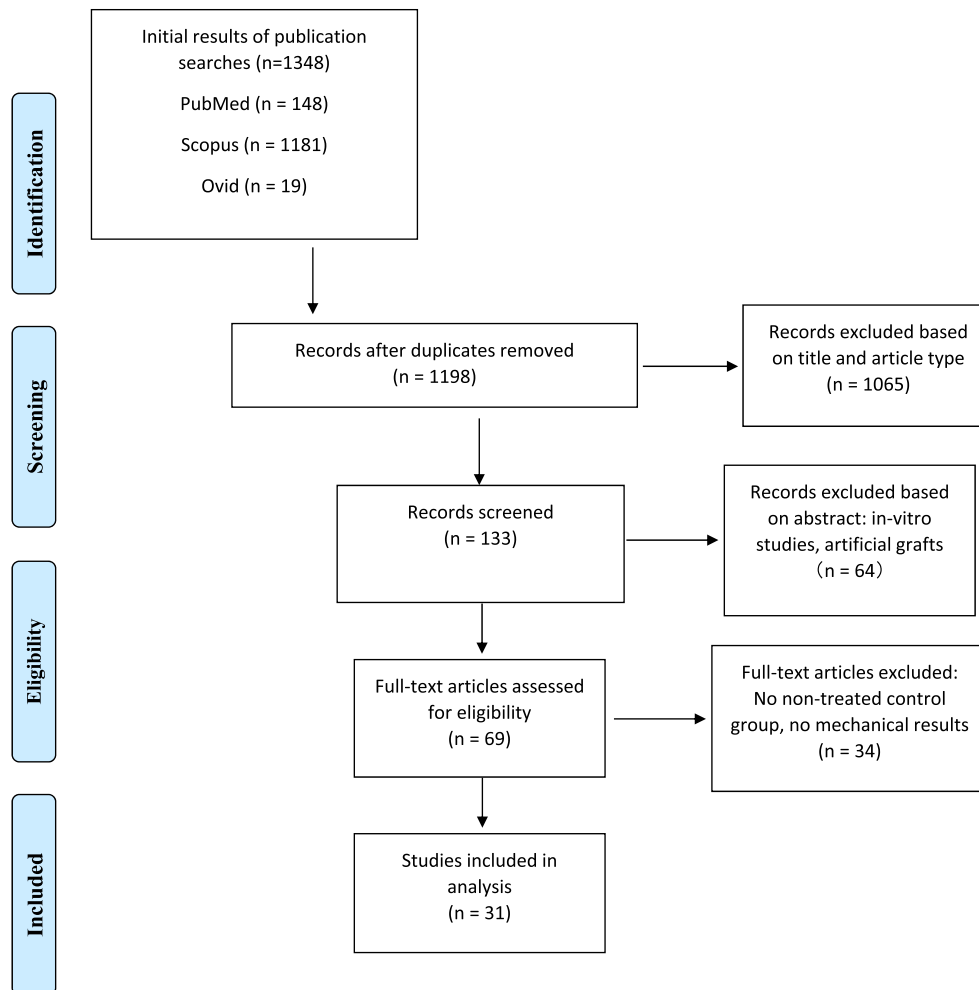 Initial results of publication
searches (n=1348)
PubMed (n = 148)
Scopus (n = 1181)
Ovid (n = 19)
Identification
Records after duplicates removed
(n = 1198)
Records excluded based
on title and article type
(n = 1065)
Screening
Records screened
(n = 133)
Records excluded based
on abstract: in-vitro
studies, artificial grafts
(n = 64)
Eligibility
Full-text articles assessed
for eligibility
(n = 69)
Full-text articles excluded:
No non-treated control
group, no mechanical results
(n = 34)
Included
Studies included in
analysis
(n = 31)